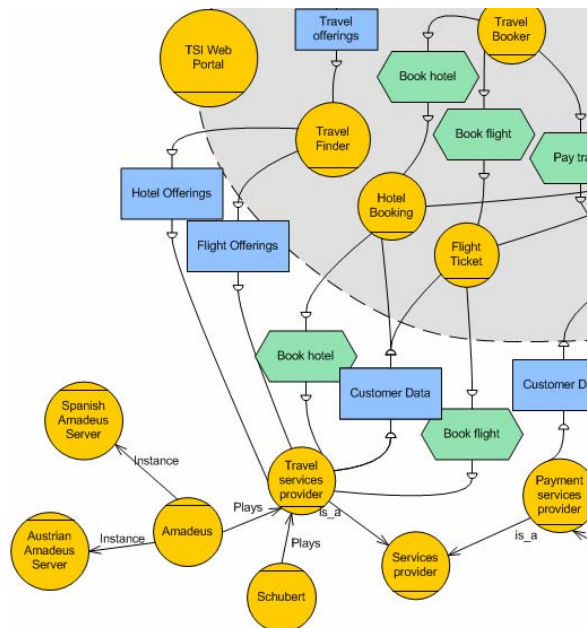 TSI Web
Portal
Travel
offerings
Travel
Booker
Book hotel
Travel
Finder
Book flight
Pay tra
Hotel Offerings
Hotel
Booking
Flight Offerings
Flight
Ticket
Book hotel
Customer Data
Customer D
Book flight
Spanish
Amadeus
Server
Instance
Travel
services
provider
Payment
services
provider
Plays
is_a
Instance
Amadeus
Austrian
Amadeus
Server
Plays
is_a
Services
provider
Schubert